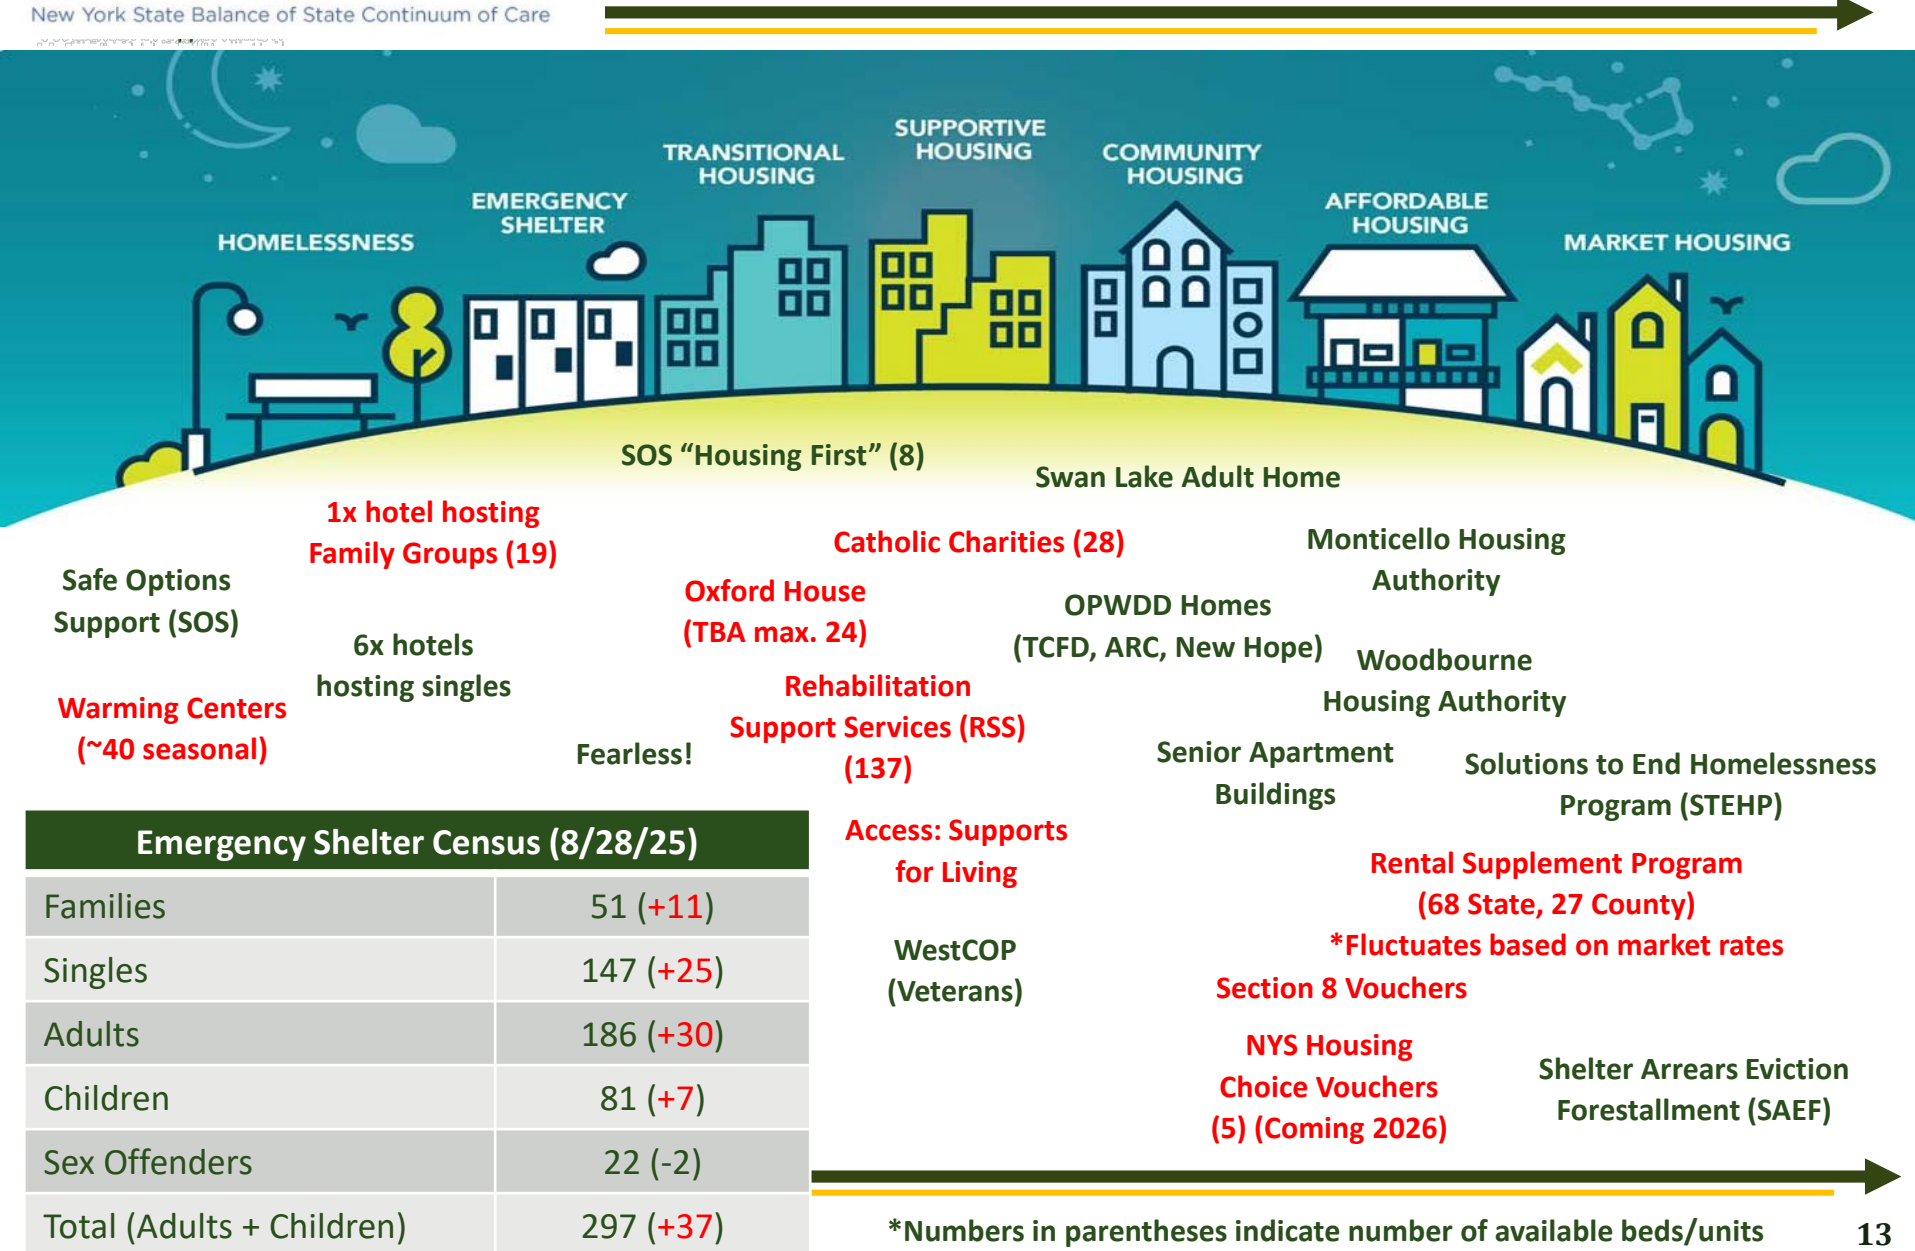 New York State Balance of State Continuum of Care
HOMELESSNESS
EMERGENCY
SHELTER
TRANSITIONAL
HOUSING
SUPPORTIVE
HOUSING
COMMUNITY
HOUSING
AFFORDABLE
HOUSING
MARKET HOUSING
SOS “Housing First” (8)
Swan Lake Adult Home
1x hotel hosting
Family Groups (19)
Catholic Charities (28)
Monticello Housing
Authority
Safe Options
Support (SOS)
Oxford House
(TBA max. 24)
OPWDD Homes
(TCFD, ARC, New Hope)
6x hotels
hosting singles
Woodbourne
Housing Authority
Warming Centers
(~40 seasonal)
Rehabilitation
Support Services (RSS)
(137)
Fearless!
Senior Apartment
Buildings
Solutions to End Homelessness
Program (STEHP)
Access: Supports
for Living
Rental Supplement Program
(68 State, 27 County)
*Fluctuates based on market rates
WestCOP
(Veterans)
Section 8 Vouchers
NYS Housing
Choice Vouchers
(5) (Coming 2026)
Shelter Arrears Eviction
Forestallment (SAEF)
Emergency Shelter Census (8/28/25)
Families 51 (+11)
Singles 147 (+25)
Adults 186 (+30)
Children 81 (+7)
Sex Offenders 22 (-2)
Total (Adults + Children) 297 (+37)
*Numbers in parentheses indicate number of available beds/units
13